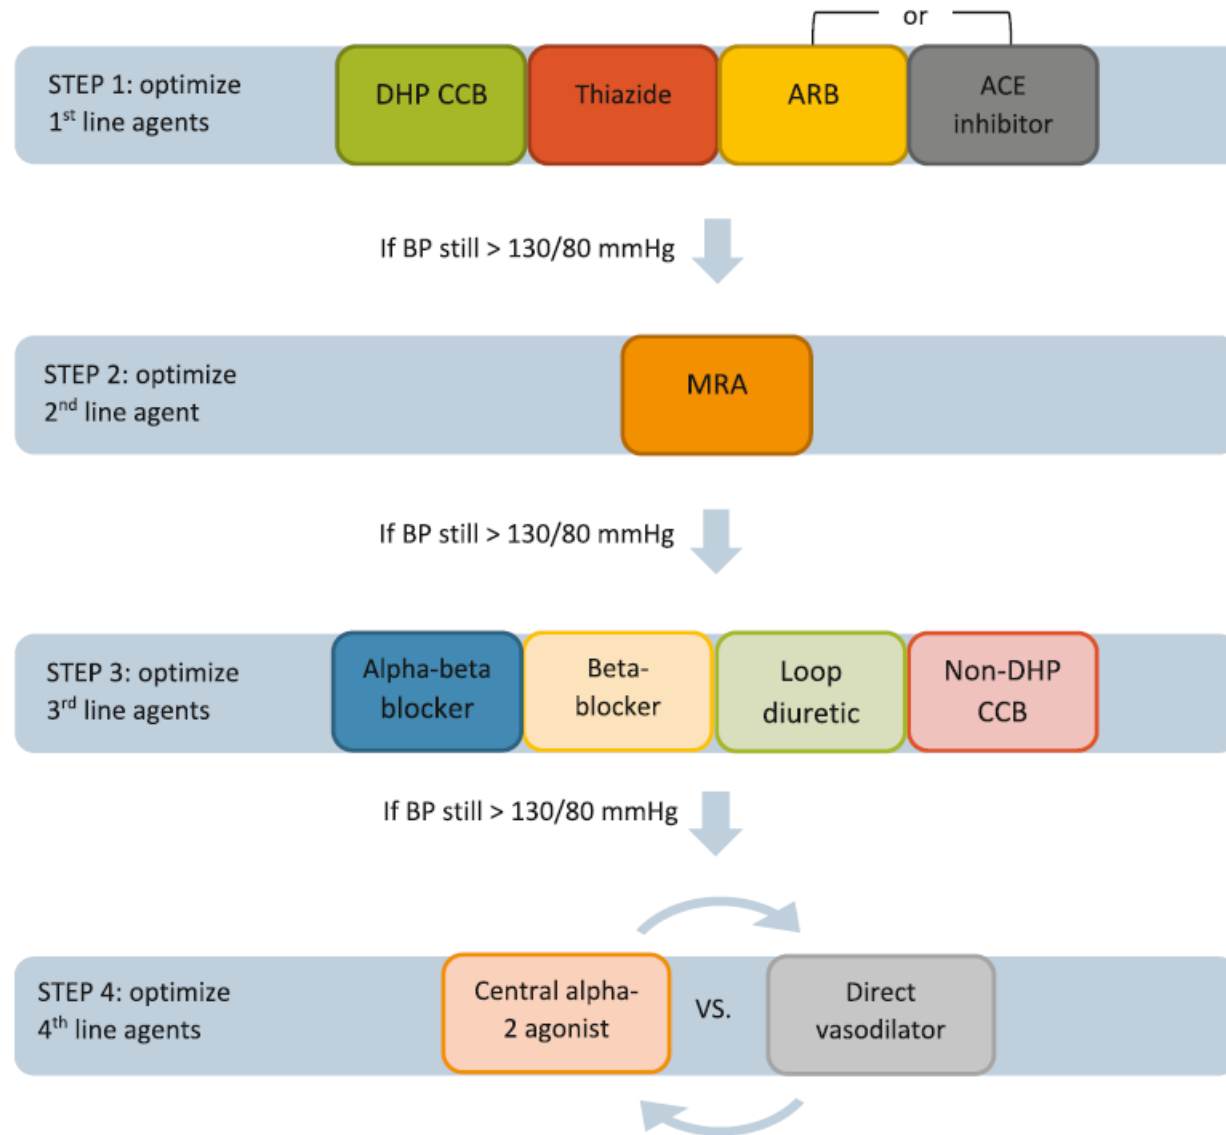 or
STEP 1: optimize
1st line agents
DHP CCB
Thiazide
ARB
ACE
inhibitor
If BP still > 130/80 mmHg
STEP 2: optimize
2nd line agent
MRA
If BP still > 130/80 mmHg
STEP 3: optimize
3rd line agents
Alpha-beta
blocker
Beta-
blocker
Loop
diuretic
Non-DHP
CCB
If BP still > 130/80 mmHg
STEP 4: optimize
4th line agents
Central alpha-
2 agonist
VS.
Direct
vasodilator